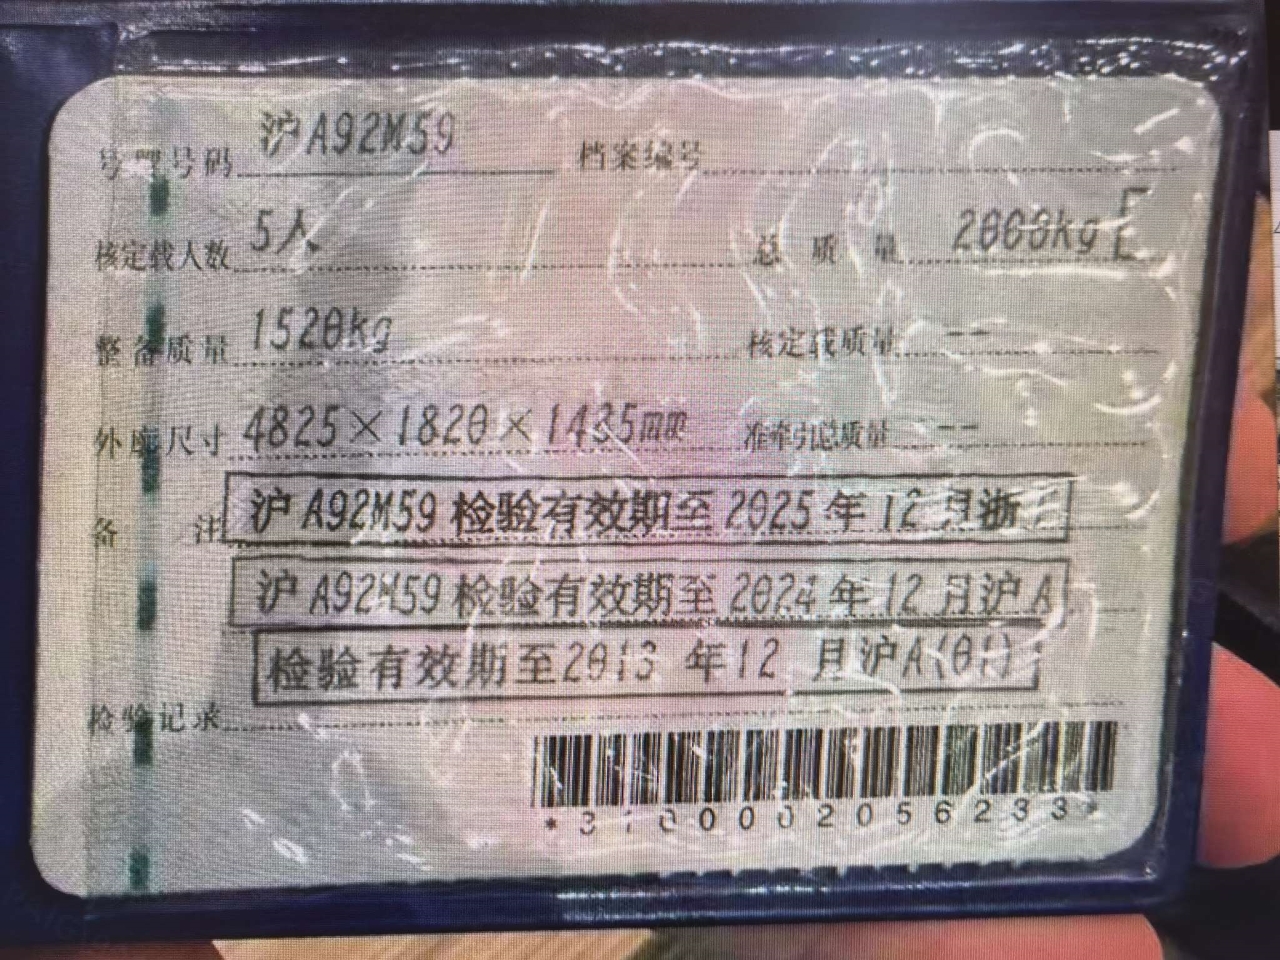 号牌号码 沪A92M59 档案编号
核定载人数 5人 总质量 2000kg
整备质量 1520kg 核定载质量 --
外廓尺寸 4825×1820×1435mm 准牵引总质量 --
备注 沪A92M59检验有效期至2025年12月浙
沪A92M59检验有效期至2024年12月沪A
检验有效期至2013年12月沪A(01)
检验记录
*3100002056233*